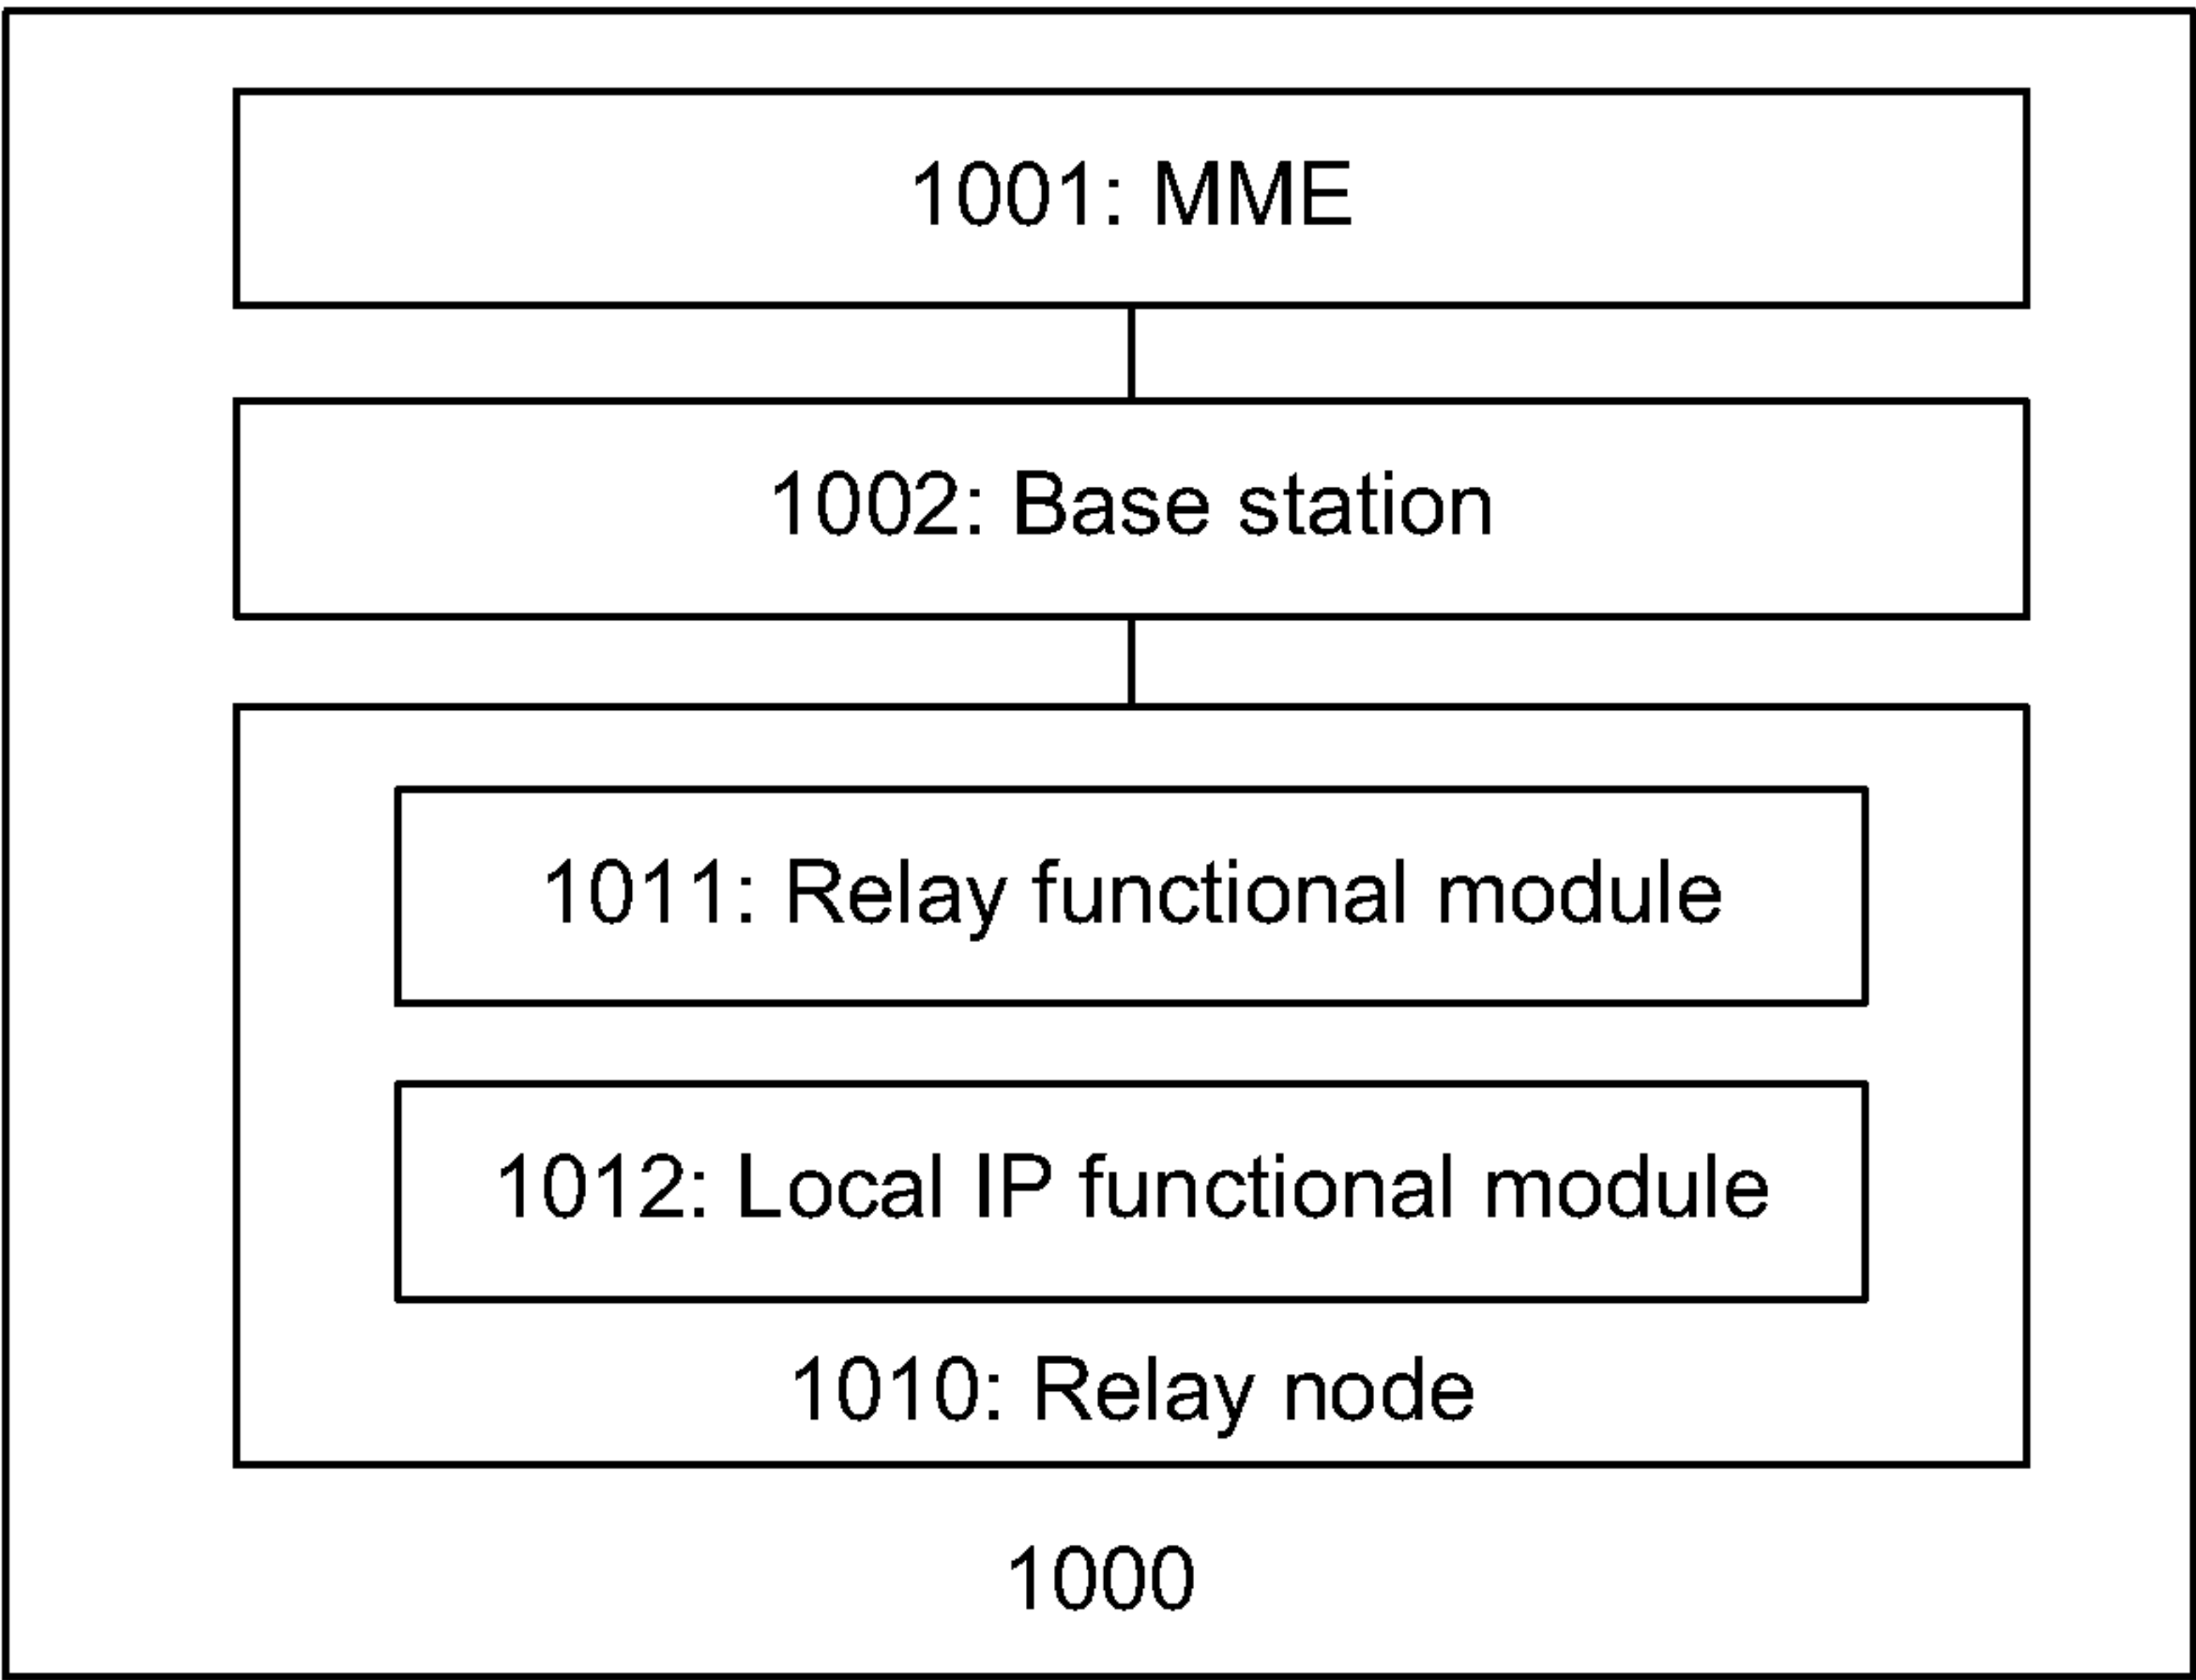 1001: MME
1002: Base station
1011: Relay functional module
1012: Local IP functional module
1010: Relay node
1000